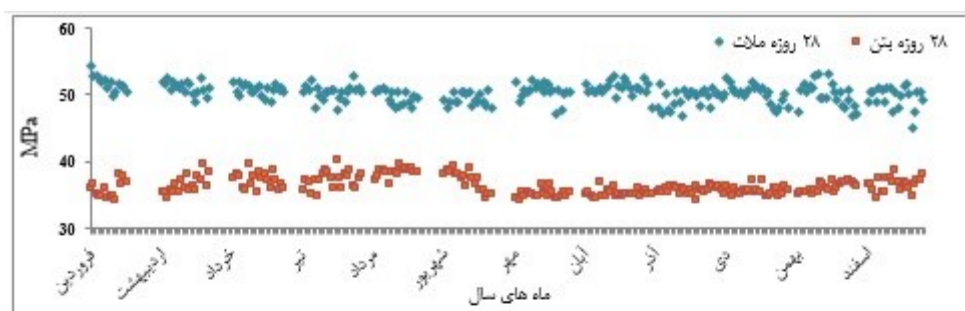 60
۲۸ روزه ملات
۲۸ روزه بتن
50
MPa
40
30
فروردین
اردیبهشت
خرداد
تیر
مرداد
شهریور
مهر
آبان
آذر
دی
بهمن
اسفند
ماه های سال